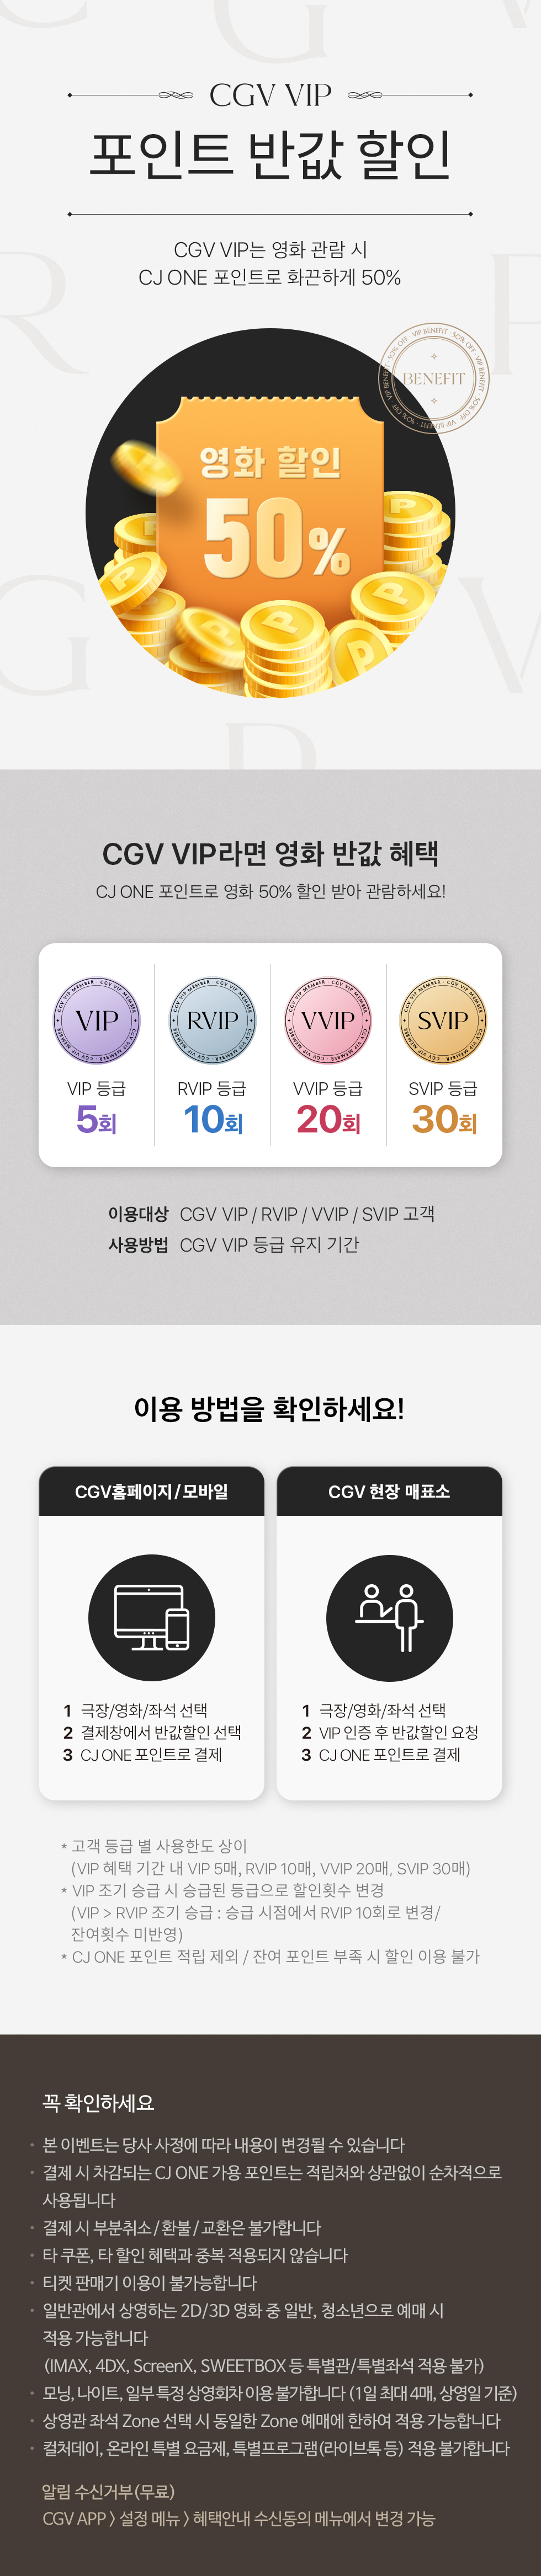 CGV VIP
포인트 반값 할인
CGV VIP는 영화 관람 시
CJ ONE 포인트로 화끈하게 50%
VIP BENEFIT · 50% OFF · VIP BENEFIT · 50% OFF · VIP BENEFIT · 50% OFF
BENEFIT
영화 할인
50%
CGV VIP라면 영화 반값 혜택
CJ ONE 포인트로 영화 50% 할인 받아 관람하세요!
CGV VIP MEMBER · CGV VIP MEMBER
VIP
RVIP
VVIP
SVIP
VIP 등급
RVIP 등급
VVIP 등급
SVIP 등급
5회
10회
20회
30회
이용대상 CGV VIP / RVIP / VVIP / SVIP 고객
사용방법 CGV VIP 등급 유지 기간
이용 방법을 확인하세요!
CGV홈페이지/모바일
1 극장/영화/좌석 선택
2 결제창에서 반값할인 선택
3 CJ ONE 포인트로 결제
CGV 현장 매표소
1 극장/영화/좌석 선택
2 VIP 인증 후 반값할인 요청
3 CJ ONE 포인트로 결제
* 고객 등급 별 사용한도 상이
(VIP 혜택 기간 내 VIP 5매, RVIP 10매, VVIP 20매, SVIP 30매)
* VIP 조기 승급 시 승급된 등급으로 할인횟수 변경
(VIP > RVIP 조기 승급 : 승급 시점에서 RVIP 10회로 변경/
잔여횟수 미반영)
* CJ ONE 포인트 적립 제외 / 잔여 포인트 부족 시 할인 이용 불가
꼭 확인하세요
· 본 이벤트는 당사 사정에 따라 내용이 변경될 수 있습니다
· 결제 시 차감되는 CJ ONE 가용 포인트는 적립처와 상관없이 순차적으로
사용됩니다
· 결제 시 부분취소/환불/교환은 불가합니다
· 타 쿠폰, 타 할인 혜택과 중복 적용되지 않습니다
· 티켓 판매기 이용이 불가능합니다
· 일반관에서 상영하는 2D/3D 영화 중 일반, 청소년으로 예매 시
적용 가능합니다
(IMAX, 4DX, ScreenX, SWEETBOX 등 특별관/특별좌석 적용 불가)
· 모닝, 나이트, 일부 특정 상영회차 이용 불가합니다 (1일 최대 4매, 상영일 기준)
· 상영관 좌석 Zone 선택 시 동일한 Zone 예매에 한하여 적용 가능합니다
· 컬처데이, 온라인 특별 요금제, 특별프로그램(라이브톡 등) 적용 불가합니다
알림 수신거부(무료)
CGV APP > 설정 메뉴 > 혜택안내 수신동의 메뉴에서 변경 가능